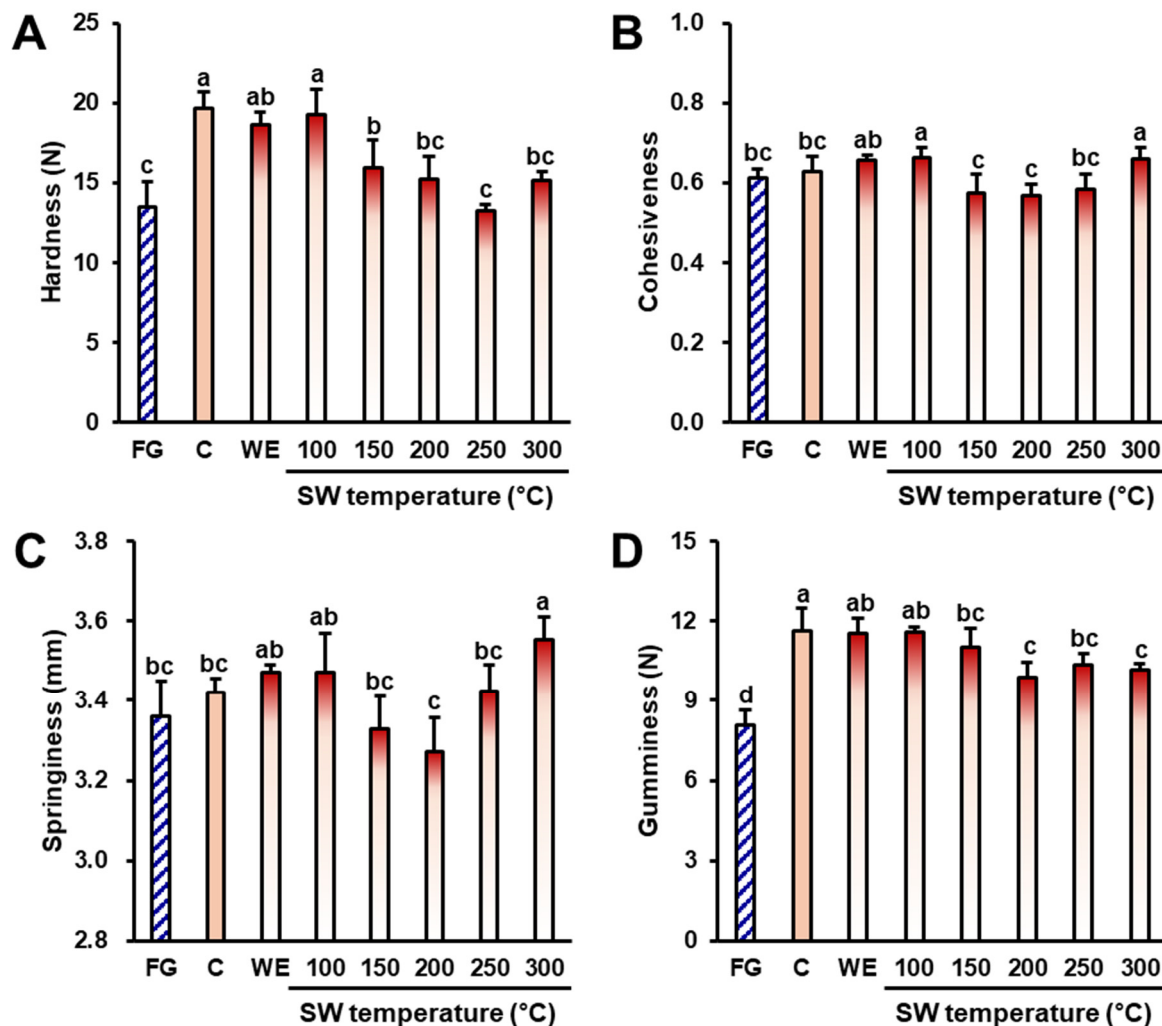 A
Hardness (N)
25
20
15
10
5
0
c
a
ab
a
b
bc
c
bc
FG C WE 100 150 200 250 300
SW temperature (°C)
B
Cohesiveness
1.0
0.8
0.6
0.4
0.2
0.0
bc
bc
ab
a
c
c
bc
a
FG C WE 100 150 200 250 300
SW temperature (°C)
C
Springiness (mm)
3.8
3.6
3.4
3.2
3.0
2.8
bc
bc
ab
ab
bc
c
bc
a
FG C WE 100 150 200 250 300
SW temperature (°C)
D
Gumminess (N)
15
12
9
6
3
0
d
a
ab
ab
bc
c
bc
c
FG C WE 100 150 200 250 300
SW temperature (°C)